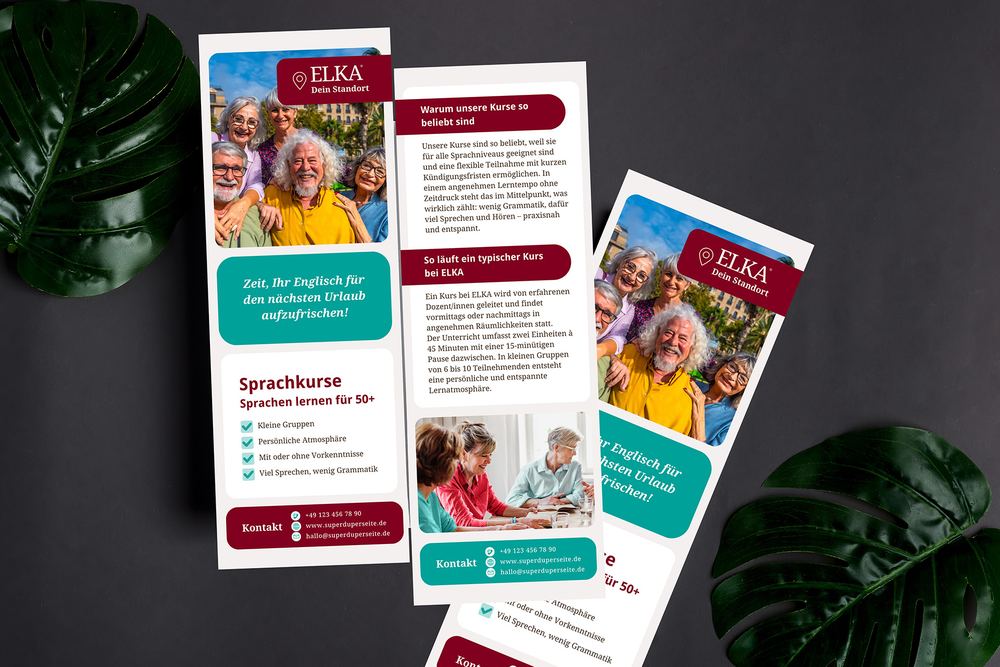 ELKA®
Dein Standort
Zeit, Ihr Englisch für
den nächsten Urlaub
aufzufrischen!
Sprachkurse
Sprachen lernen für 50+
Kleine Gruppen
Persönliche Atmosphäre
Mit oder ohne Vorkenntnisse
Viel Sprechen, wenig Grammatik
Kontakt
+49 123 456 78 90
www.superduperseite.de
hallo@superduperseite.de
Warum unsere Kurse so
beliebt sind
Unsere Kurse sind so beliebt, weil sie
für alle Sprachniveaus geeignet sind
und eine flexible Teilnahme mit kurzen
Kündigungsfristen ermöglichen. In
einem angenehmen Lerntempo ohne
Zeitdruck steht das im Mittelpunkt, was
wirklich zählt: wenig Grammatik, dafür
viel Sprechen und Hören – praxisnah
und entspannt.
So läuft ein typischer Kurs
bei ELKA
Ein Kurs bei ELKA wird von erfahrenen
Dozent/innen geleitet und findet
vormittags oder nachmittags in
angenehmen Räumlichkeiten statt.
Der Unterricht umfasst zwei Einheiten à
45 Minuten mit einer 15-minütigen
Pause dazwischen. In kleinen Gruppen
von 6 bis 10 Teilnehmenden entsteht
eine persönliche und entspannte
Lernatmosphäre.
Kontakt
+49 123 456 78 90
www.superduperseite.de
hallo@superduperseite.de
ELKA®
Dein Standort
hr Englisch für
chsten Urlaub
frischen!
se
für 50+
Atmosphäre
it oder ohne Vorkenntnisse
Viel Sprechen, wenig Grammatik
Kont